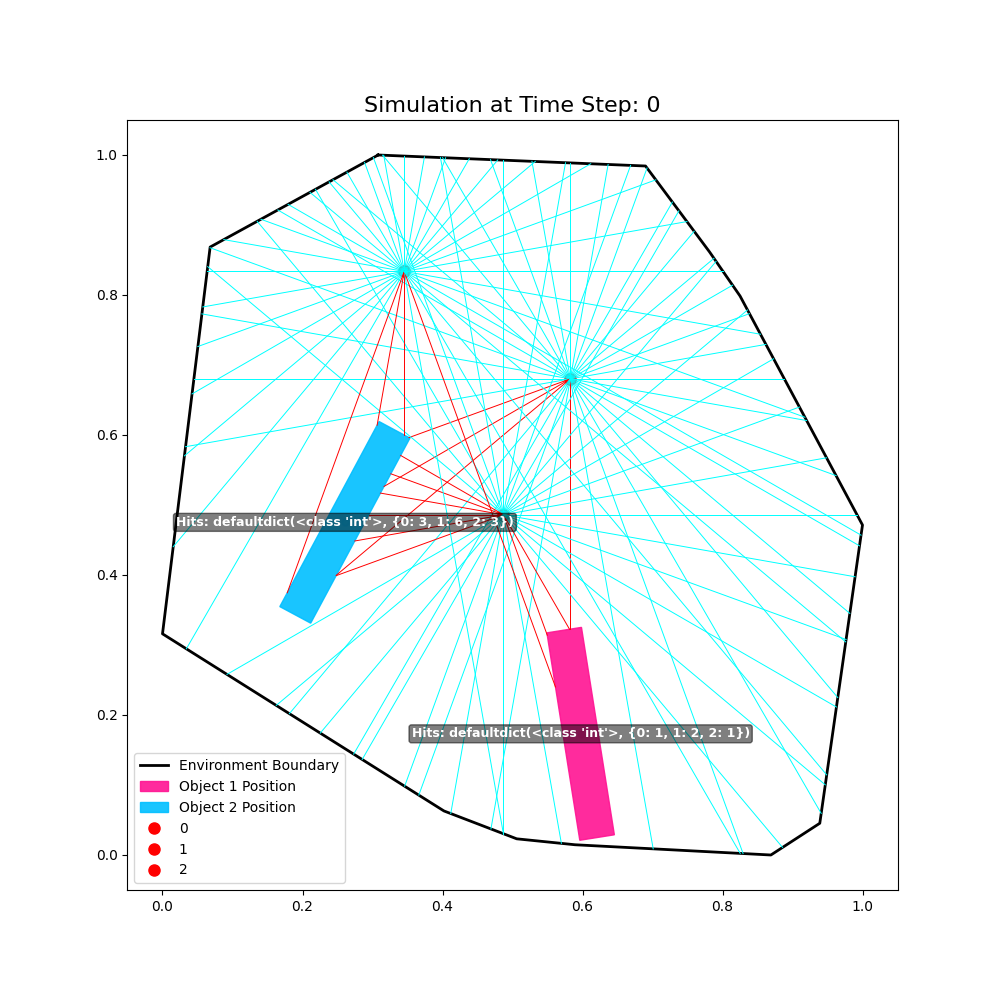 Simulation at Time Step: 0
1.0
0.8
0.6
0.4
0.2
0.0
Hits: defaultdict(<class 'int'>, {0: 3, 1: 6, 2: 3})
Hits: defaultdict(<class 'int'>, {0: 1, 1: 2, 2: 1})
Environment Boundary
Object 1 Position
Object 2 Position
0
1
2
0.0 0.2 0.4 0.6 0.8 1.0